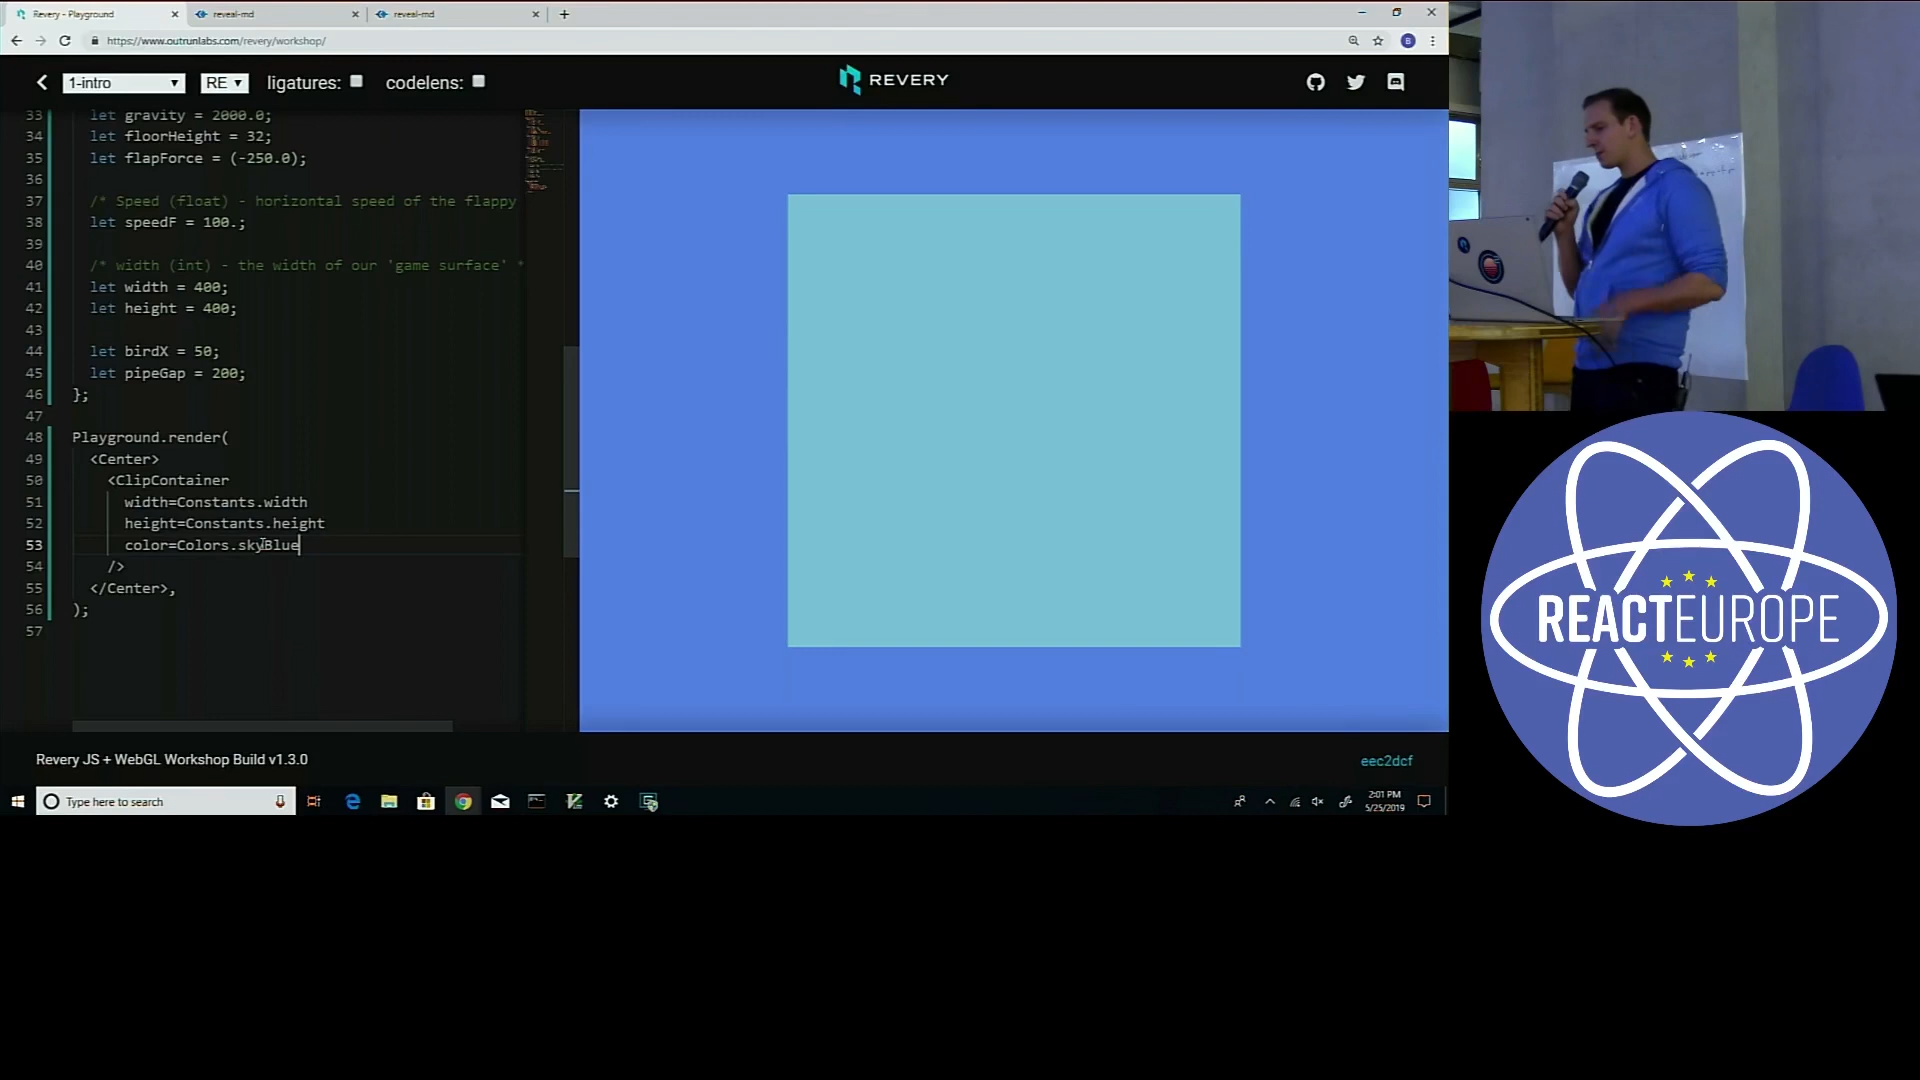 Revery - Playground
reveal-md
reveal-md
https://www.outrunlabs.com/revery/workshop/
B
1-intro
RE
ligatures:
codelens:
REVERY
33 let gravity = 2000.0;
34 let floorHeight = 32;
35 let flapForce = (-250.0);
36
37 /* Speed (float) - horizontal speed of the flappy
38 let speedF = 100.;
39
40 /* width (int) - the width of our 'game surface' *
41 let width = 400;
42 let height = 400;
43
44 let birdX = 50;
45 let pipeGap = 200;
46 };
47
48 Playground.render(
49 <Center>
50 <ClipContainer
51 width=Constants.width
52 height=Constants.height
53 color=Colors.skyBlue
54 />
55 </Center>,
56 );
57
Revery JS + WebGL Workshop Build v1.3.0
eec2dcf
Type here to search
2:01 PM
5/25/2019
REACTEUROPE